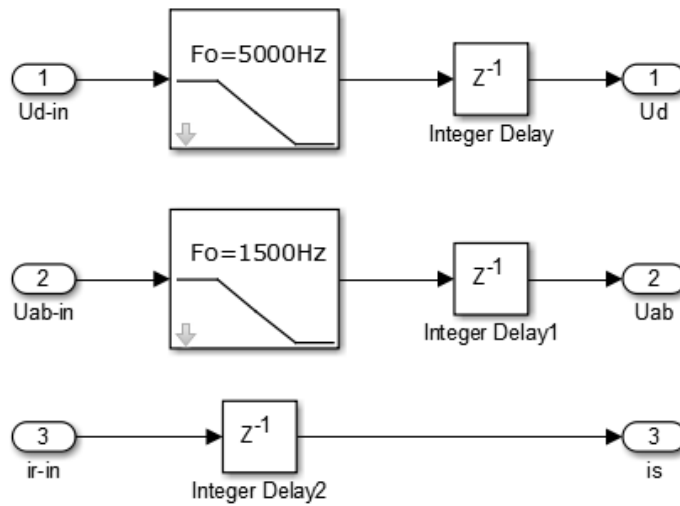 Fo=5000Hz
1
Z-1
1
Ud-in
Integer Delay
Ud
Fo=1500Hz
2
Z-1
2
Uab-in
Integer Delay1
Uab
3
Z-1
3
ir-in
Integer Delay2
is